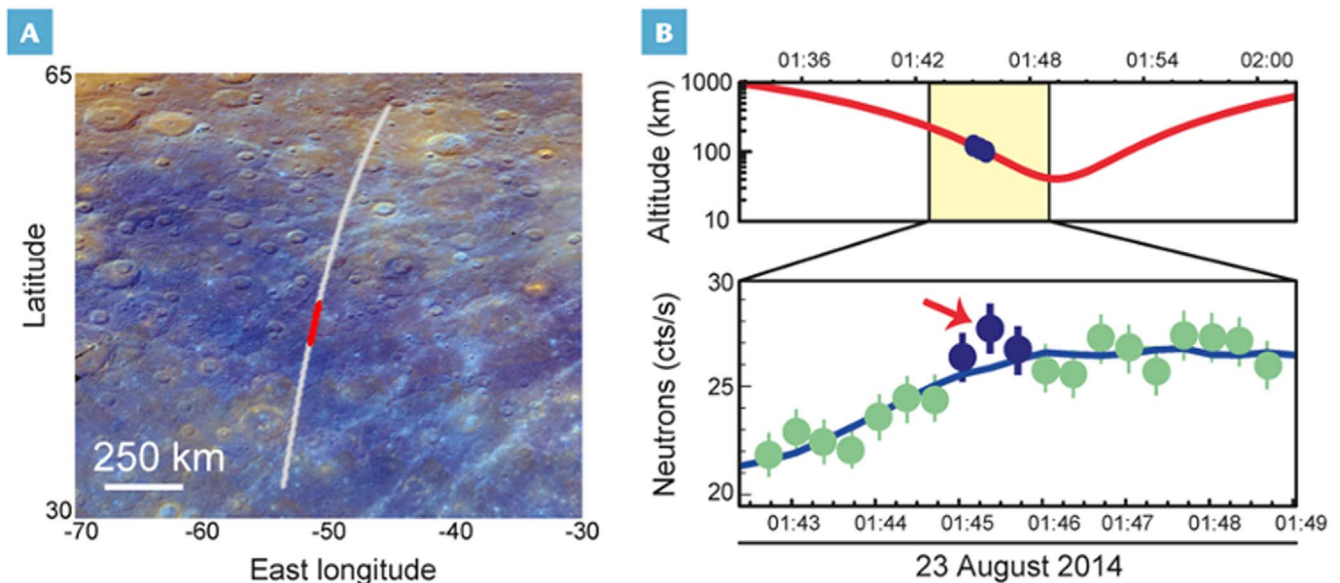 A
65
Latitude
250 km
30
-70 -60 -50 -40 -30
East longitude
B
01:36 01:42 01:48 01:54 02:00
Altitude (km)
1000
100
10
Neutrons (cts/s)
30
25
20
01:43 01:44 01:45 01:46 01:47 01:48 01:49
23 August 2014